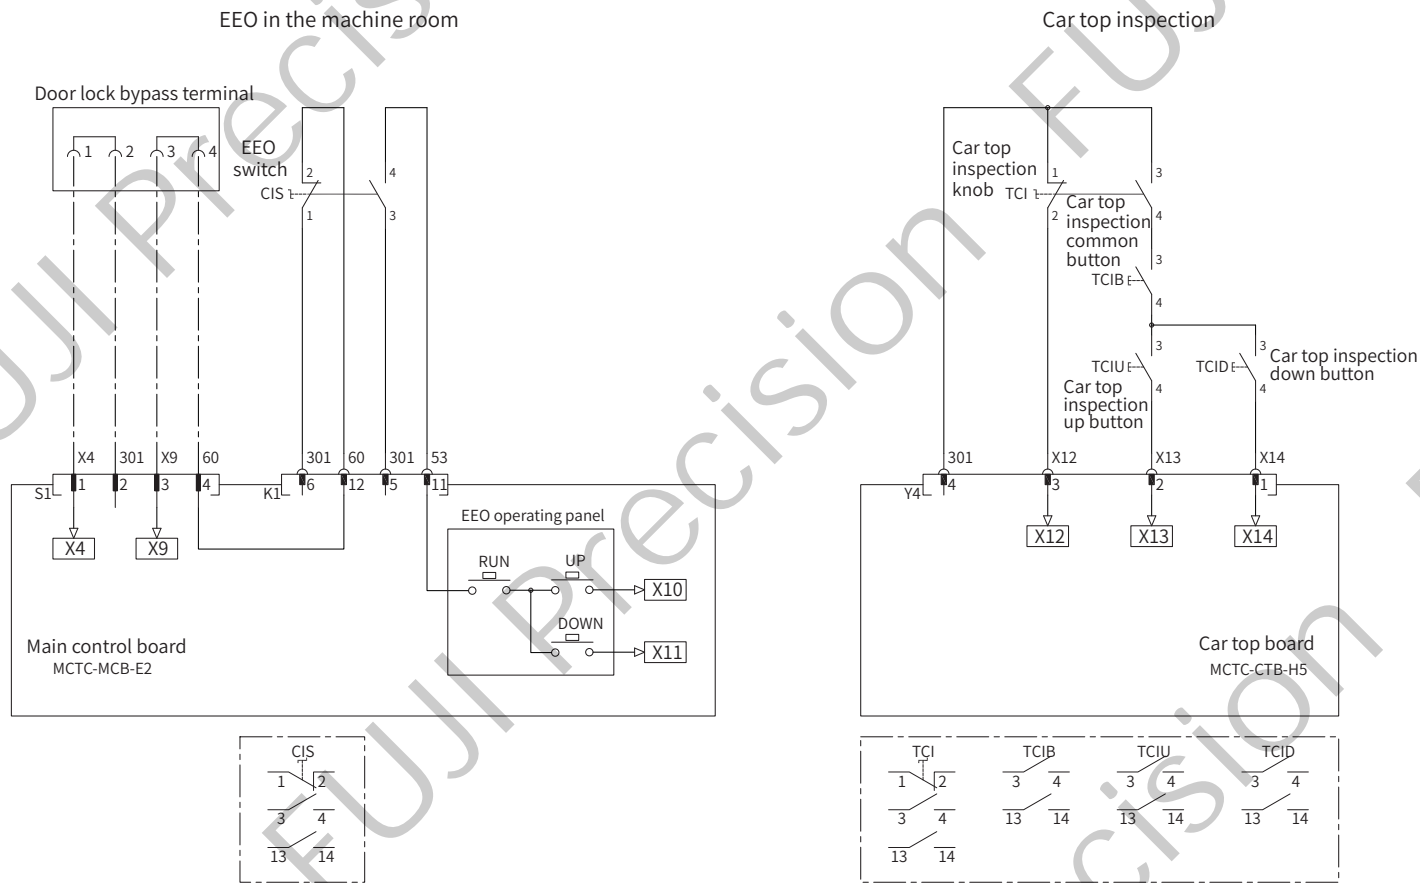 EEO in the machine room
Car top inspection
Door lock bypass terminal
1 2 3 4
EEO
switch
CIS
2
1
4
3
X4 301 X9 60
S1 1 2 3 4
301 60 301 53
K1 6 12 5 11
X4 X9
EEO operating panel
RUN UP
X10
DOWN
X11
Main control board
MCTC-MCB-E2
CIS
1 2
3 4
13 14
Car top
inspection
knob
TCI
1
2
3
4
Car top
inspection
common
button
TCIB
3
4
TCIU
3
4
Car top
inspection
up button
TCID
3
4
Car top inspection
down button
301 X12 X13 X14
Y4 4 3 2 1
X12 X13 X14
Car top board
MCTC-CTB-H5
TCI TCIB TCIU TCID
1 2 3 4 3 4 3 4
3 4 13 14 13 14 13 14
13 14
FUJI Precision
FUJI Precision
FUJI Precision